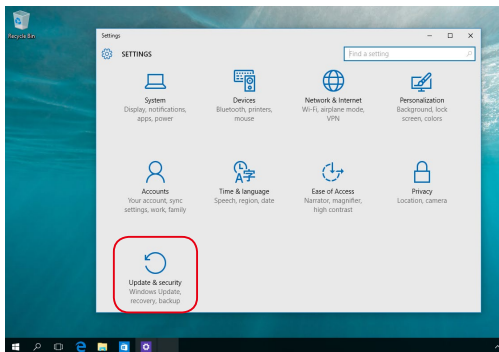 Recycle Bin
Settings
SETTINGS
Find a setting
System
Display, notifications,
apps, power
Devices
Bluetooth, printers,
mouse
Network & Internet
Wi-Fi, airplane mode,
VPN
Personalization
Background, lock
screen, colors
Accounts
Your account, sync
settings, work, family
Time & language
Speech, region, date
Ease of Access
Narrator, magnifier,
high contrast
Privacy
Location, camera
Update & security
Windows Update,
recovery, backup